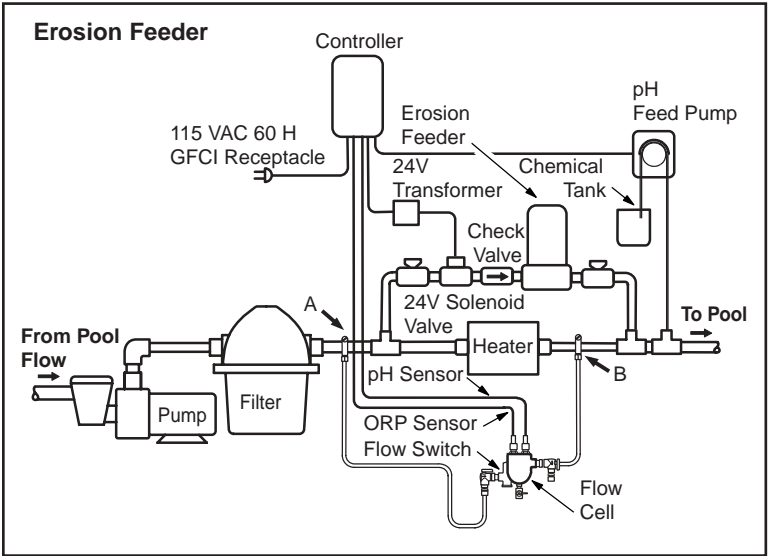 Erosion Feeder
Controller
115 VAC 60 H
GFCI Receptacle
Erosion
Feeder
pH
Feed Pump
24V
Transformer
Chemical
Tank
Check
Valve
24V Solenoid
Valve
A
From Pool
Flow
To Pool
Heater
B
pH Sensor
Pump
Filter
ORP Sensor
Flow Switch
Flow
Cell